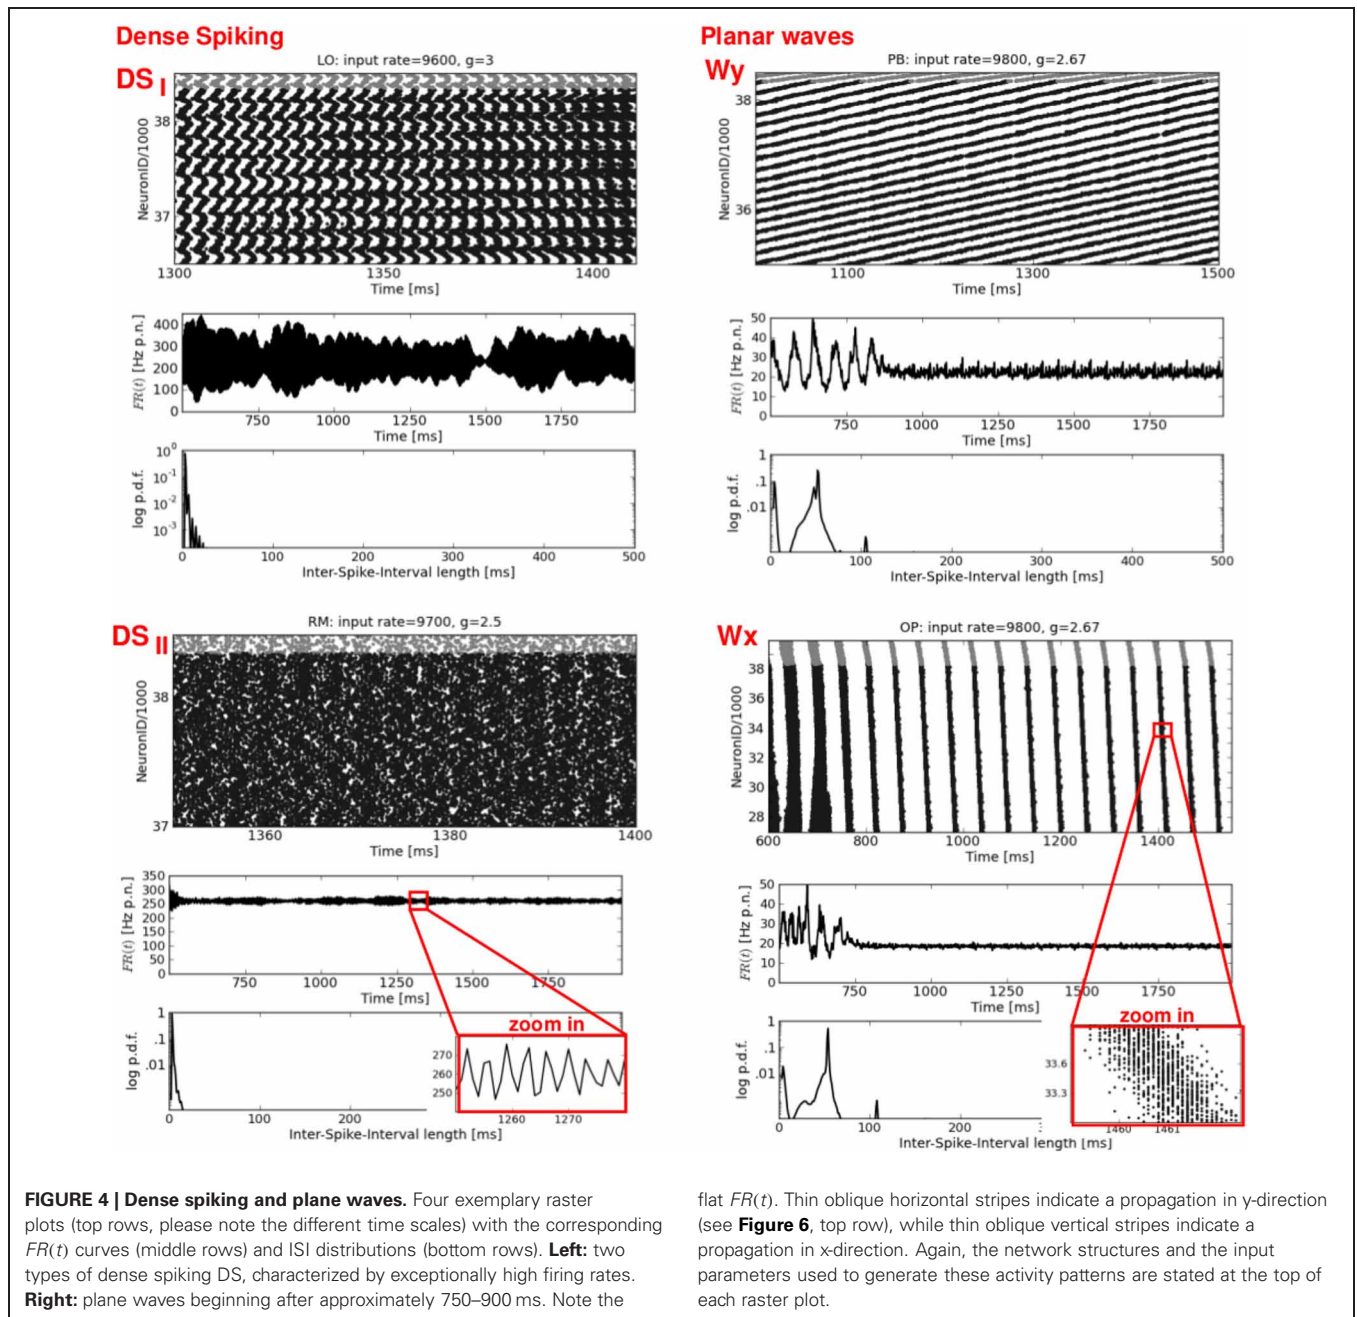 Dense Spiking
DS I
LO: input rate=9600, g=3
NeuronID/1000
38
37
1300
1350
1400
Time [ms]
FR(t) [Hz p.n.]
400
300
200
100
0
750
1000
1250
1500
1750
Time [ms]
log p.d.f.
10^0
10^-1
10^-2
10^-3
0
100
200
300
400
500
Inter-Spike-Interval length [ms]
DS II
RM: input rate=9700, g=2.5
NeuronID/1000
38
37
1360
1380
1400
Time [ms]
FR(t) [Hz p.n.]
350
300
250
200
150
100
50
0
750
1000
1250
1500
1750
Time [ms]
log p.d.f.
1
.1
.01
0
100
200
Inter-Spike-Interval length [ms]
zoom in
270
260
250
1260
1270
Planar waves
Wy
PB: input rate=9800, g=2.67
NeuronID/1000
38
36
1100
1300
1500
Time [ms]
FR(t) [Hz p.n.]
50
40
30
20
10
0
750
1000
1250
1500
1750
Time [ms]
log p.d.f.
1
.1
.01
0
100
200
300
400
500
Inter-Spike-Interval length [ms]
Wx
OP: input rate=9800, g=2.67
NeuronID/1000
38
36
34
32
30
28
600
800
1000
1200
1400
Time [ms]
FR(t) [Hz p.n.]
50
40
30
20
10
0
750
1000
1250
1500
1750
Time [ms]
log p.d.f.
1
.1
.01
0
100
200
Inter-Spike-Interval length [ms]
zoom in
33.6
33.3
1460
1461
FIGURE 4 | Dense spiking and plane waves. Four exemplary raster
plots (top rows, please note the different time scales) with the corresponding
FR(t) curves (middle rows) and ISI distributions (bottom rows). Left: two
types of dense spiking DS, characterized by exceptionally high firing rates.
Right: plane waves beginning after approximately 750–900 ms. Note the
flat FR(t). Thin oblique horizontal stripes indicate a propagation in y-direction
(see Figure 6, top row), while thin oblique vertical stripes indicate a
propagation in x-direction. Again, the network structures and the input
parameters used to generate these activity patterns are stated at the top of
each raster plot.